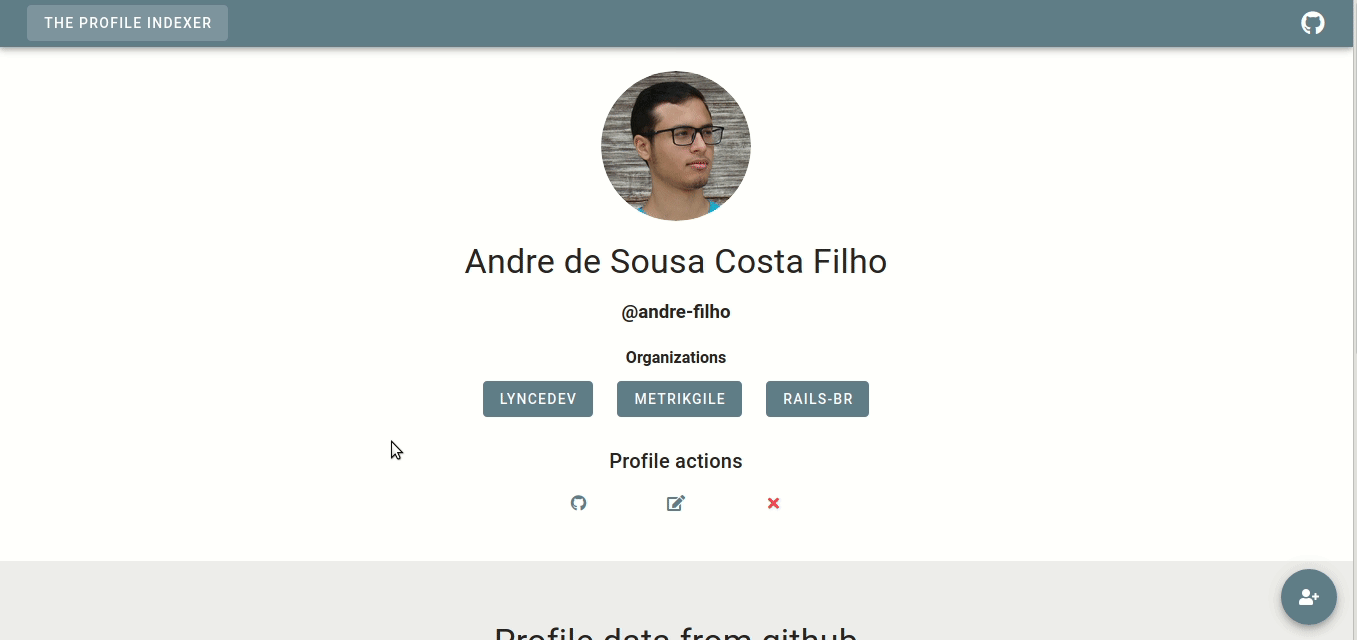 THE PROFILE INDEXER
Andre de Sousa Costa Filho
@andre-filho
Organizations
LYNCEDEV METRIKGILE RAILS-BR
Profile actions
Profile data from github